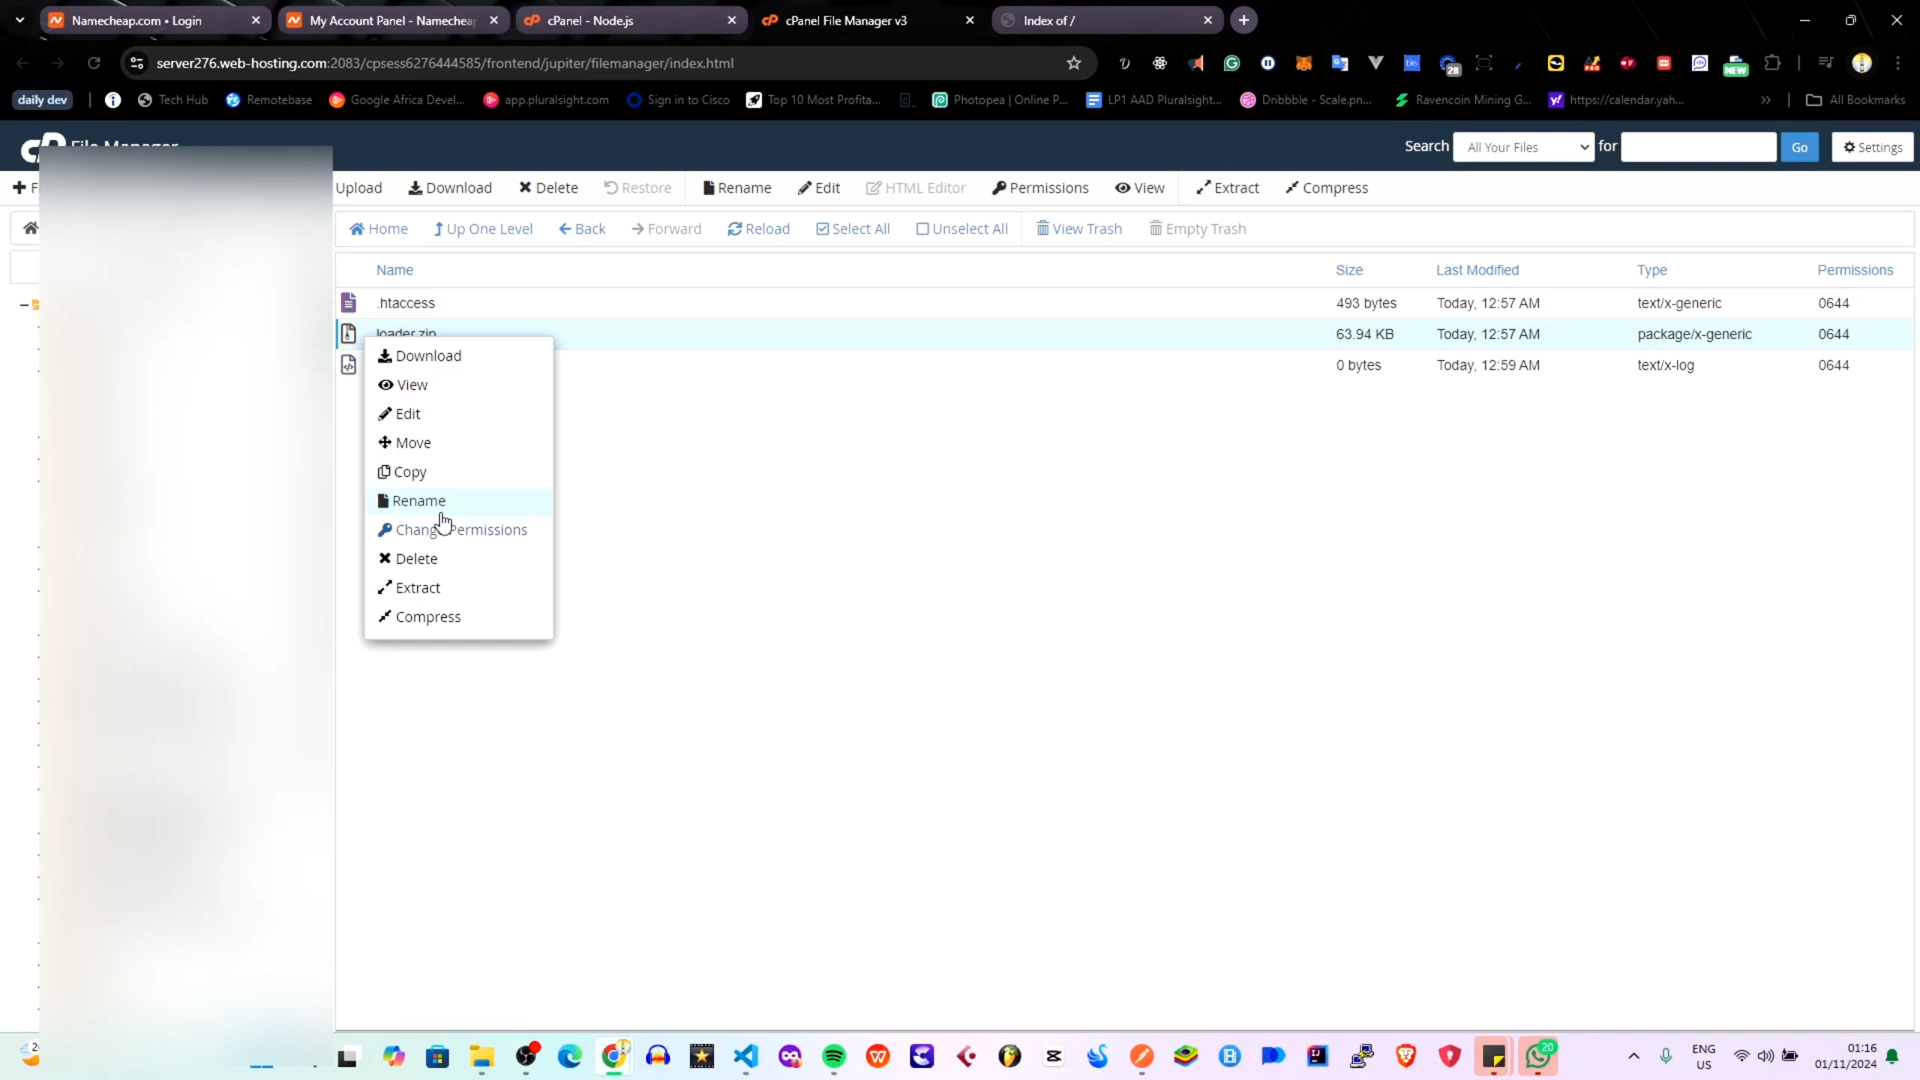 Namecheap.com • Login
My Account Panel - Namecheap
cPanel - Node.js
cPanel File Manager v3
Index of /
server276.web-hosting.com:2083/cpsess6276444585/frontend/jupiter/filemanager/index.html
28
NEW
daily dev
Tech Hub
Remotebase
Google Africa Devel...
app.pluralsight.com
Sign in to Cisco
Top 10 Most Profita...
Photopea | Online P...
LP1 AAD Pluralsight...
Dribbble - Scale.pn...
Ravencoin Mining G...
https://calendar.yah...
All Bookmarks
Search
All Your Files
for
Go
Settings
Upload
Download
Delete
Restore
Rename
Edit
HTML Editor
Permissions
View
Extract
Compress
Home
Up One Level
Back
Forward
Reload
Select All
Unselect All
View Trash
Empty Trash
Name
Size
Last Modified
Type
Permissions
.htaccess
493 bytes
Today, 12:57 AM
text/x-generic
0644
loader.zip
63.94 KB
Today, 12:57 AM
package/x-generic
0644
0 bytes
Today, 12:59 AM
text/x-log
0644
Download
View
Edit
Move
Copy
Rename
Change Permissions
Delete
Extract
Compress
20
ENG
US
01:16
01/11/2024